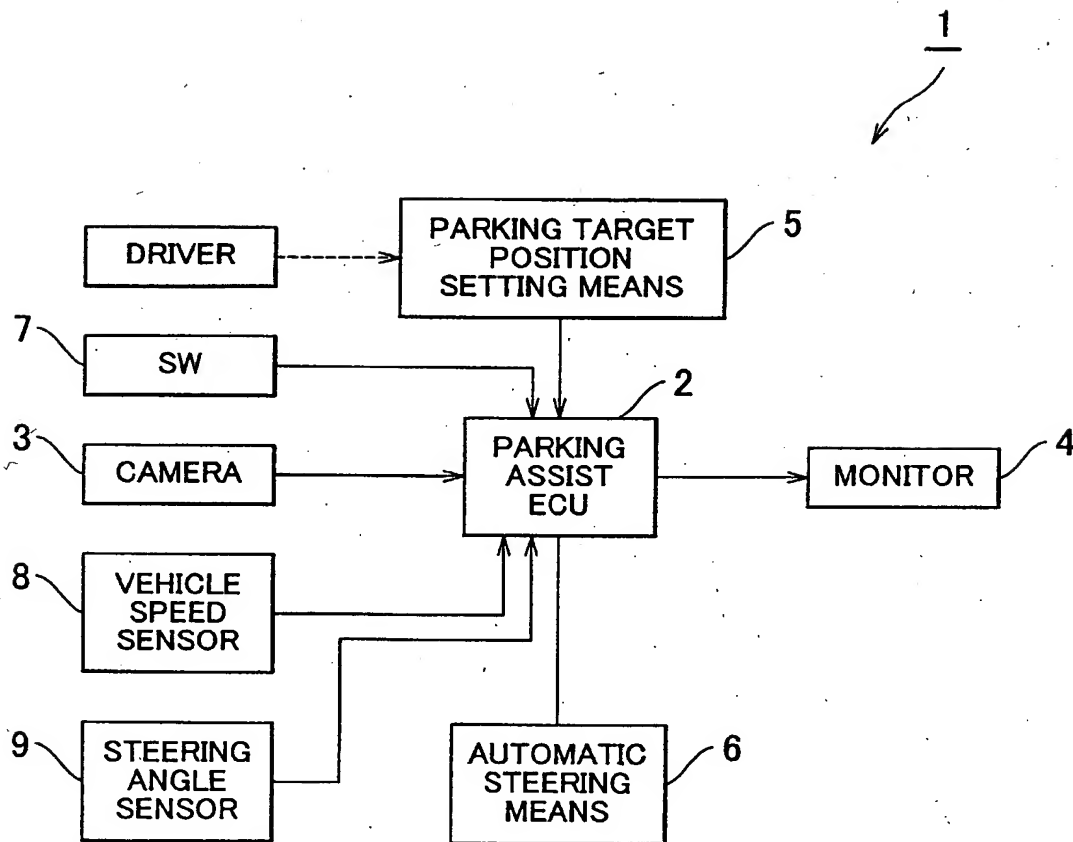 1
PARKING TARGET
POSITION
SETTING MEANS
5
DRIVER
7
SW
2
PARKING
ASSIST
ECU
3
CAMERA
4
MONITOR
8
VEHICLE
SPEED
SENSOR
9
STEERING
ANGLE
SENSOR
AUTOMATIC
STEERING
MEANS
6